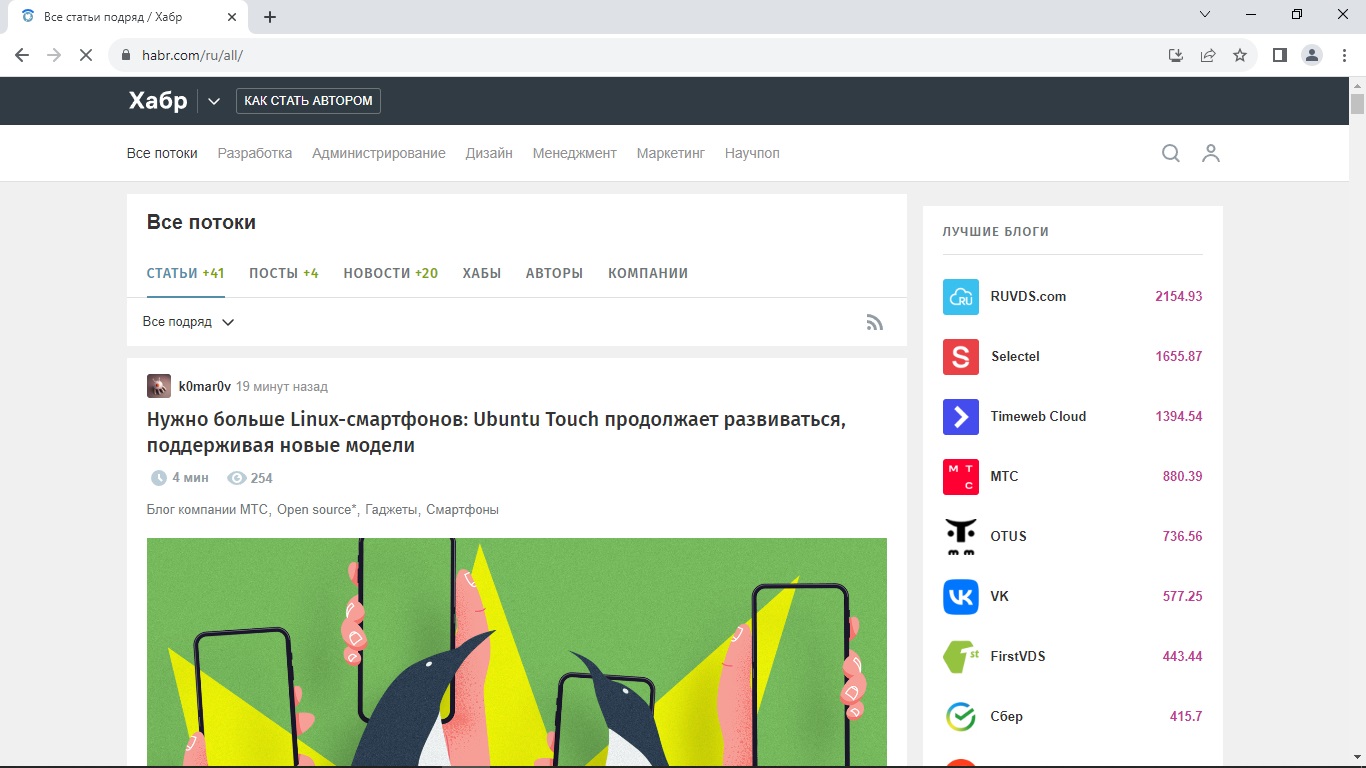 Все статьи подряд / Хабр
habr.com/ru/all/
Хабр
КАК СТАТЬ АВТОРОМ
Все потоки Разработка Администрирование Дизайн Менеджмент Маркетинг Научпоп
Все потоки
СТАТЬИ +41 ПОСТЫ +4 НОВОСТИ +20 ХАБЫ АВТОРЫ КОМПАНИИ
Все подряд
k0mar0v 19 минут назад
Нужно больше Linux-смартфонов: Ubuntu Touch продолжает развиваться,
поддерживая новые модели
4 мин 254
Блог компании МТС, Open source*, Гаджеты, Смартфоны
ЛУЧШИЕ БЛОГИ
RU RUVDS.com 2154.93
S Selectel 1655.87
Timeweb Cloud 1394.54
М Т С МТС 880.39
OTUS 736.56
VK VK 577.25
1st FirstVDS 443.44
Сбер 415.7